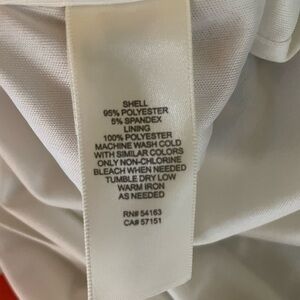 SHELL
95% POLYESTER
5% SPANDEX
LINING
100% POLYESTER
MACHINE WASH COLD
WITH SIMILAR COLORS
ONLY NON-CHLORINE
BLEACH WHEN NEEDED
TUMBLE DRY LOW
WARM IRON
AS NEEDED
RN# 54163
CA# 57151